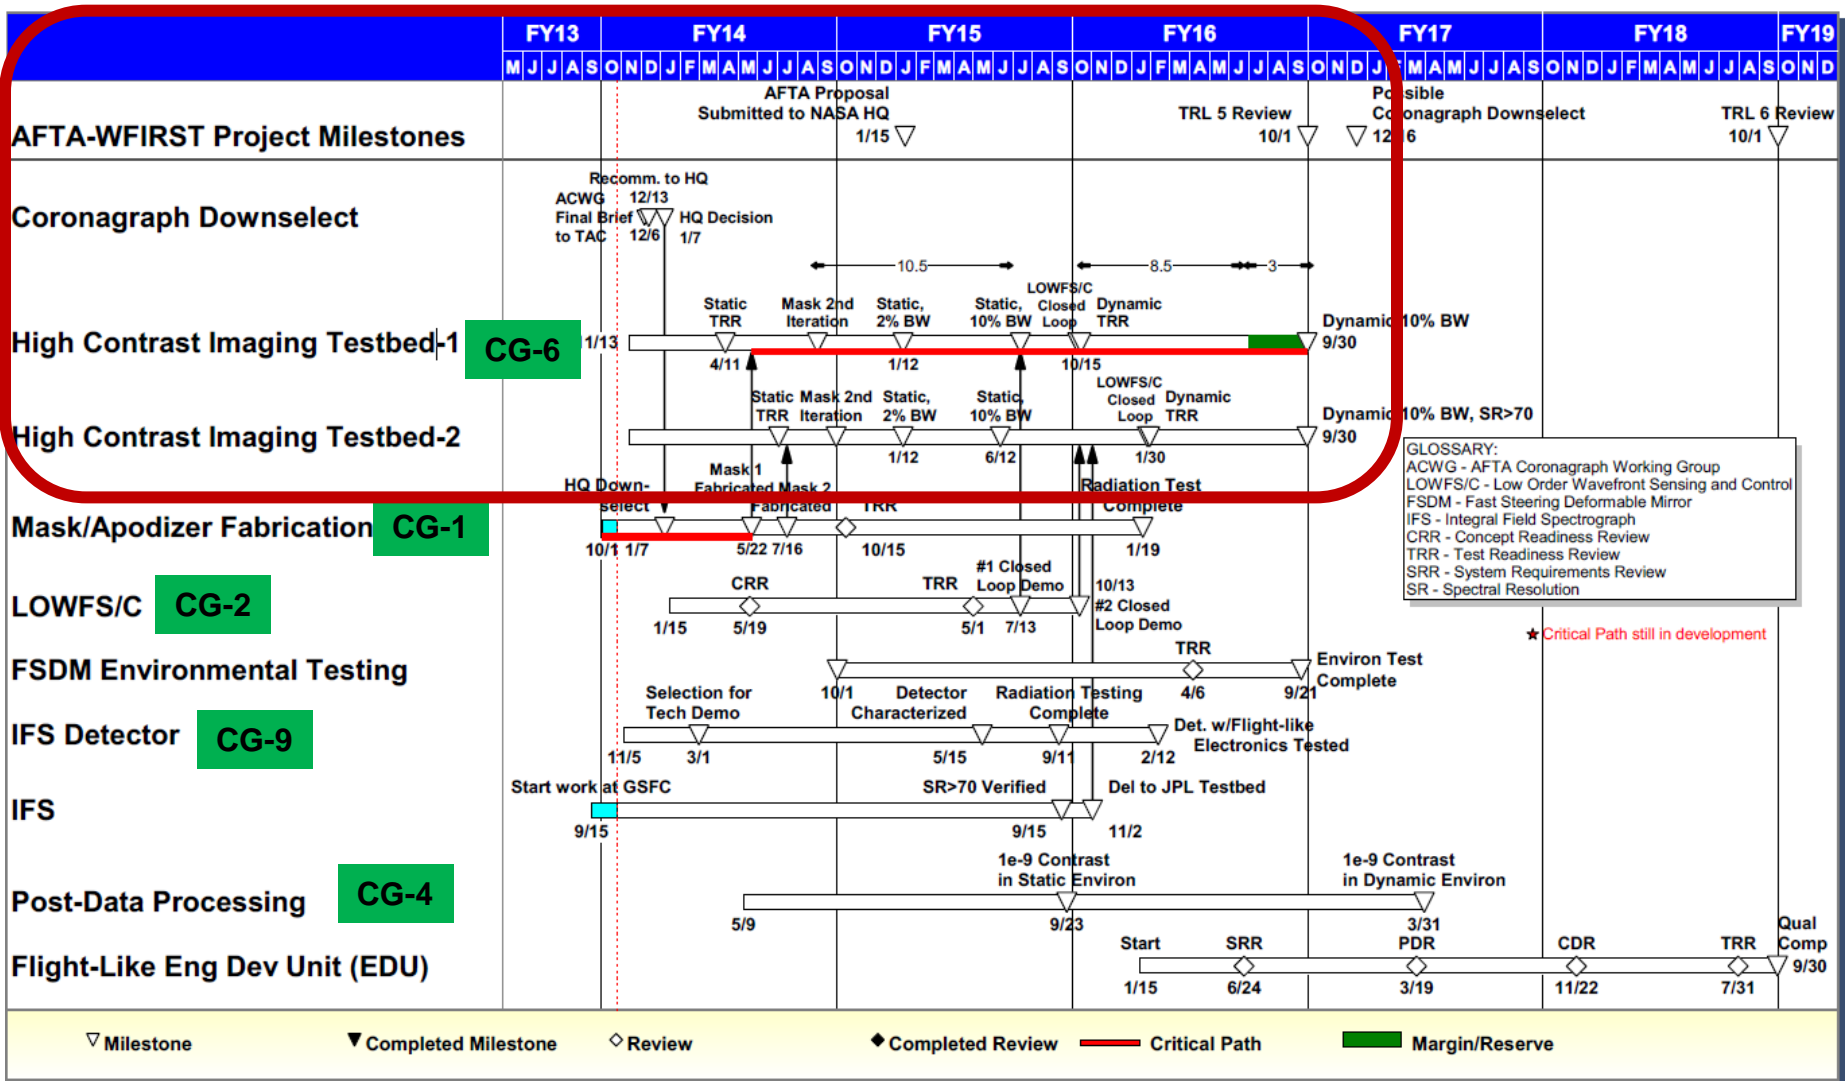 FY13 FY14 FY15 FY16 FY17 FY18 FY19
M J J A S O N D J F M A M J J A S O N D J F M A M J J A S O N D J F M A M J J A S O N D J F M A M J J A S O N D J F M A M J J A S O N D
AFTA-WFIRST Project Milestones
AFTA Proposal
Submitted to NASA HQ
1/15
TRL 5 Review
10/1
Possible
Coronagraph Downselect
12/16
TRL 6 Review
10/1
Coronagraph Downselect
Recomm. to HQ
12/13
ACWG
Final Brief
to TAC
12/6
HQ Decision
1/7
10.5
8.5
3
High Contrast Imaging Testbed-1
CG-6
1/13
Static
TRR
4/11
Mask 2nd
Iteration
Static,
2% BW
1/12
Static,
10% BW
LOWFS/C
Closed
Loop
Dynamic
TRR
10/15
Dynamic 10% BW
9/30
High Contrast Imaging Testbed-2
Static
TRR
Mask 2nd
Iteration
Static,
2% BW
1/12
Static,
10% BW
6/12
LOWFS/C
Closed
Loop
Dynamic
TRR
1/30
Dynamic 10% BW, SR>70
9/30
GLOSSARY:
ACWG - AFTA Coronagraph Working Group
LOWFS/C - Low Order Wavefront Sensing and Control
FSDM - Fast Steering Deformable Mirror
IFS - Integral Field Spectrograph
CRR - Concept Readiness Review
TRR - Test Readiness Review
SRR - System Requirements Review
SR - Spectral Resolution
Critical Path still in development
Mask/Apodizer Fabrication
CG-1
HQ Down-
select
10/1 1/7
Mask 1
Fabricated
5/22
Mask 2
Fabricated
7/16
TRR
10/15
Radiation Test
Complete
1/19
LOWFS/C
CG-2
1/15
CRR
5/19
TRR
5/1
#1 Closed
Loop Demo
7/13
10/13
#2 Closed
Loop Demo
FSDM Environmental Testing
10/1
TRR
4/6
Environ Test
Complete
9/21
IFS Detector
CG-9
11/5
Selection for
Tech Demo
3/1
Detector
Characterized
5/15
Radiation Testing
Complete
9/11
Det. w/Flight-like
Electronics Tested
2/12
IFS
Start work at GSFC
9/15
SR>70 Verified
9/15
Del to JPL Testbed
11/2
Post-Data Processing
CG-4
5/9
1e-9 Contrast
in Static Environ
9/23
1e-9 Contrast
in Dynamic Environ
3/31
Flight-Like Eng Dev Unit (EDU)
Start
1/15
SRR
6/24
PDR
3/19
CDR
11/22
TRR
7/31
Qual
Comp
9/30
Milestone
Completed Milestone
Review
Completed Review
Critical Path
Margin/Reserve